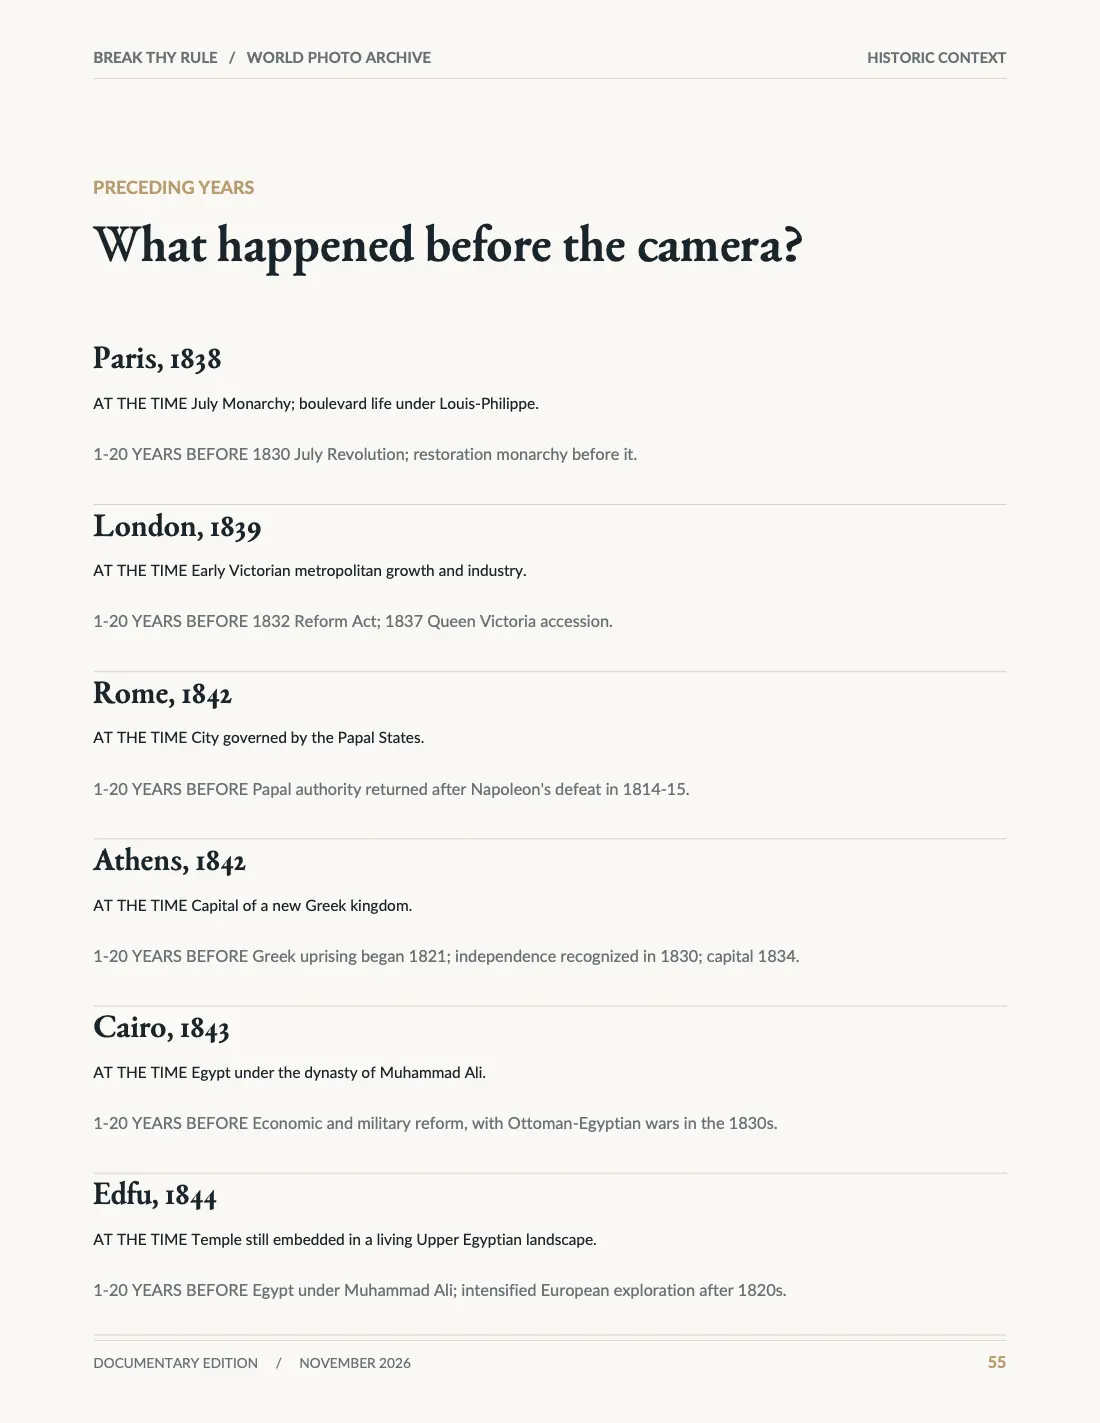 BREAK THY RULE / WORLD PHOTO ARCHIVE
HISTORIC CONTEXT
PRECEDING YEARS
What happened before the camera?
Paris, 1838
AT THE TIME July Monarchy; boulevard life under Louis-Philippe.
1-20 YEARS BEFORE 1830 July Revolution; restoration monarchy before it.
London, 1839
AT THE TIME Early Victorian metropolitan growth and industry.
1-20 YEARS BEFORE 1832 Reform Act; 1837 Queen Victoria accession.
Rome, 1842
AT THE TIME City governed by the Papal States.
1-20 YEARS BEFORE Papal authority returned after Napoleon's defeat in 1814-15.
Athens, 1842
AT THE TIME Capital of a new Greek kingdom.
1-20 YEARS BEFORE Greek uprising began 1821; independence recognized in 1830; capital 1834.
Cairo, 1843
AT THE TIME Egypt under the dynasty of Muhammad Ali.
1-20 YEARS BEFORE Economic and military reform, with Ottoman-Egyptian wars in the 1830s.
Edfu, 1844
AT THE TIME Temple still embedded in a living Upper Egyptian landscape.
1-20 YEARS BEFORE Egypt under Muhammad Ali; intensified European exploration after 1820s.
DOCUMENTARY EDITION / NOVEMBER 2026
55